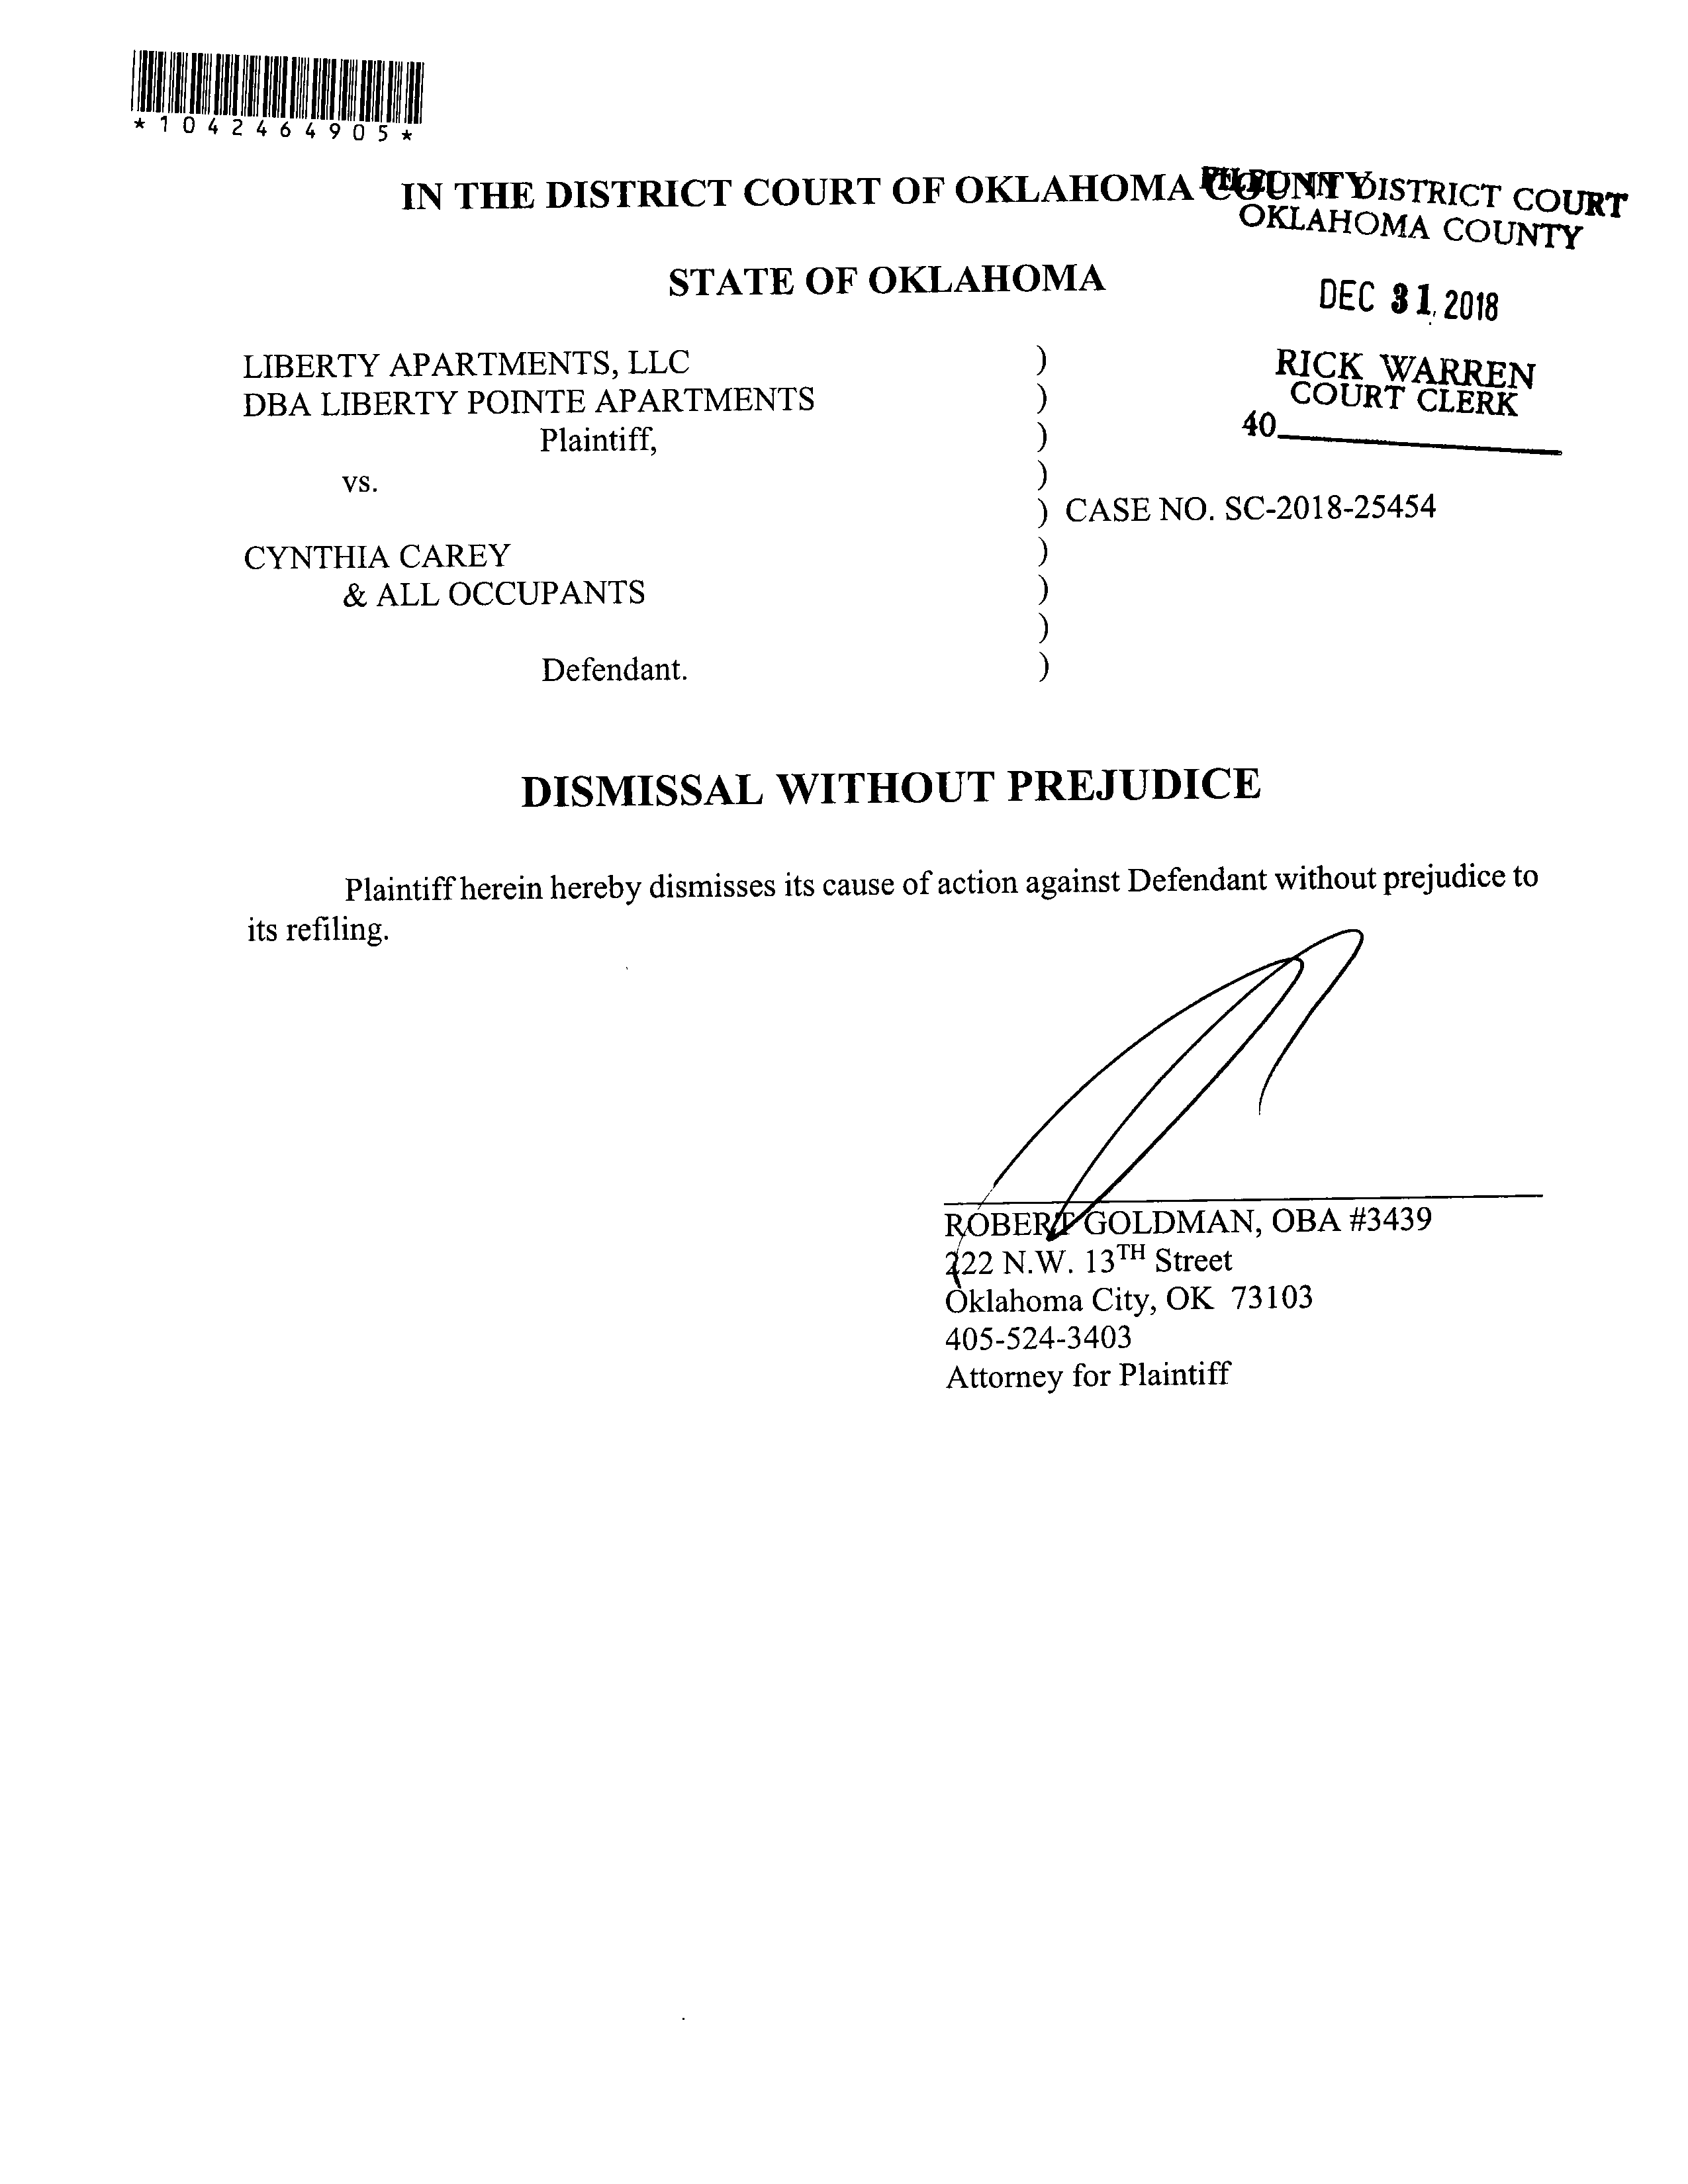 *1042464905*
IN THE DISTRICT COURT OF OKLAHOMA COUNTY
FILED IN DISTRICT COURT
OKLAHOMA COUNTY
STATE OF OKLAHOMA
DEC 31 2018
LIBERTY APARTMENTS, LLC )
RICK WARREN
DBA LIBERTY POINTE APARTMENTS )
COURT CLERK
Plaintiff, )
40
vs. )
) CASE NO. SC-2018-25454
CYNTHIA CAREY )
& ALL OCCUPANTS )
)
Defendant. )
DISMISSAL WITHOUT PREJUDICE
Plaintiff herein hereby dismisses its cause of action against Defendant without prejudice to
its refiling.
ROBERT GOLDMAN, OBA #3439
222 N.W. 13TH Street
Oklahoma City, OK 73103
405-524-3403
Attorney for Plaintiff